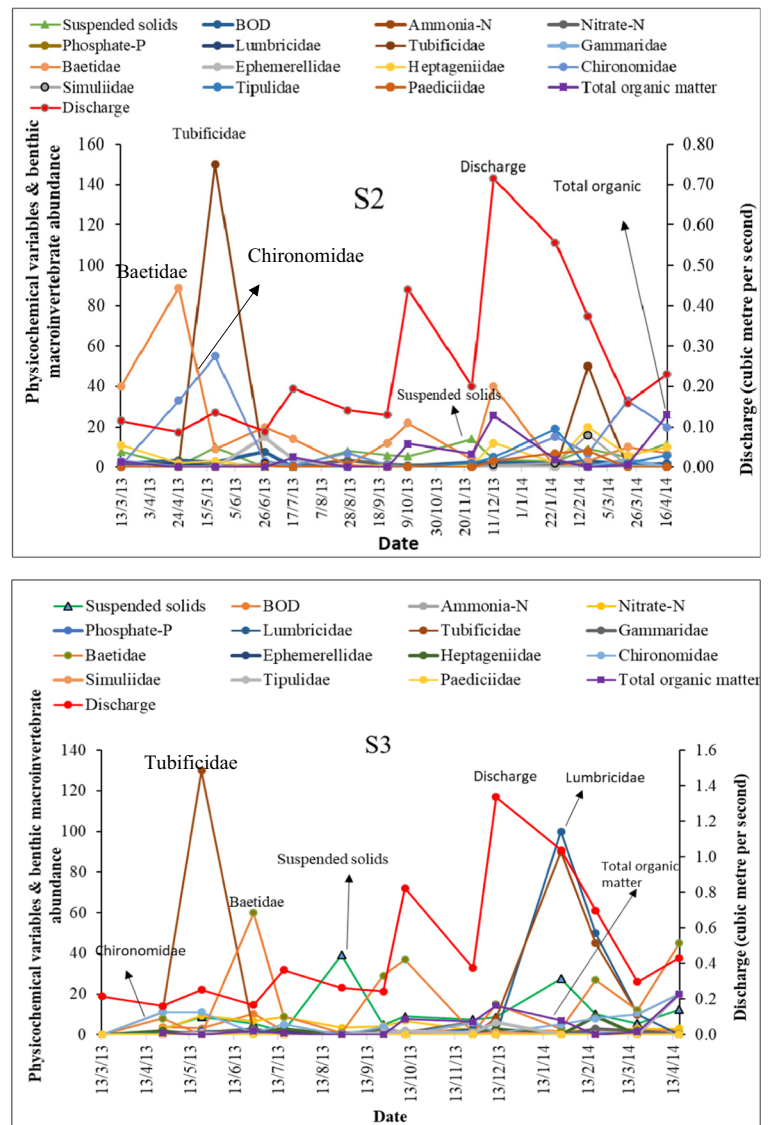 Suspended solids BOD Ammonia-N Nitrate-N
Phosphate-P Lumbricidae Tubificidae Gammaridae
Baetidae Ephemerellidae Heptageniidae Chironomidae
Simuliidae Tipulidae Paediciidae Total organic matter
Discharge
Physicochemical variables & benthic
macroinvertebrate abundance
160
140
120
100
80
60
40
20
0
Tubificidae
S2
Baetidae
Chironomidae
Discharge
Total organic
Suspended solids
0.80
0.70
0.60
0.50
0.40
0.30
0.20
0.10
0.00
Discharge (cubic metre per second)
13/3/13
3/4/13
24/4/13
15/5/13
5/6/13
26/6/13
17/7/13
7/8/13
28/8/13
18/9/13
9/10/13
30/10/13
20/11/13
11/12/13
1/1/14
22/1/14
12/2/14
5/3/14
26/3/14
16/4/14
Date
Suspended solids BOD Ammonia-N Nitrate-N
Phosphate-P Lumbricidae Tubificidae Gammaridae
Baetidae Ephemerellidae Heptageniidae Chironomidae
Simuliidae Tipulidae Paediciidae Total organic matter
Discharge
Physicochemical variables & benthic macroinvertebrate
abundance
140
120
100
80
60
40
20
0
S3
Tubificidae
Discharge
Lumbricidae
Suspended solids
Total organic
matter
Baetidae
Chironomidae
1.6
1.4
1.2
1.0
0.8
0.6
0.4
0.2
0.0
Discharge (cubic metre per second)
13/3/13
13/4/13
13/5/13
13/6/13
13/7/13
13/8/13
13/9/13
13/10/13
13/11/13
13/12/13
13/1/14
13/2/14
13/3/14
13/4/14
Date